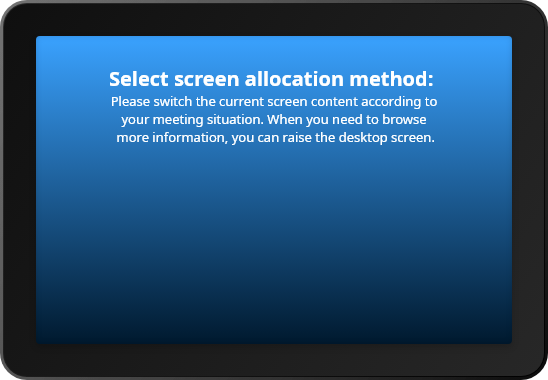 Select screen allocation method:
Please switch the current screen content according to
your meeting situation. When you need to browse
more information, you can raise the desktop screen.